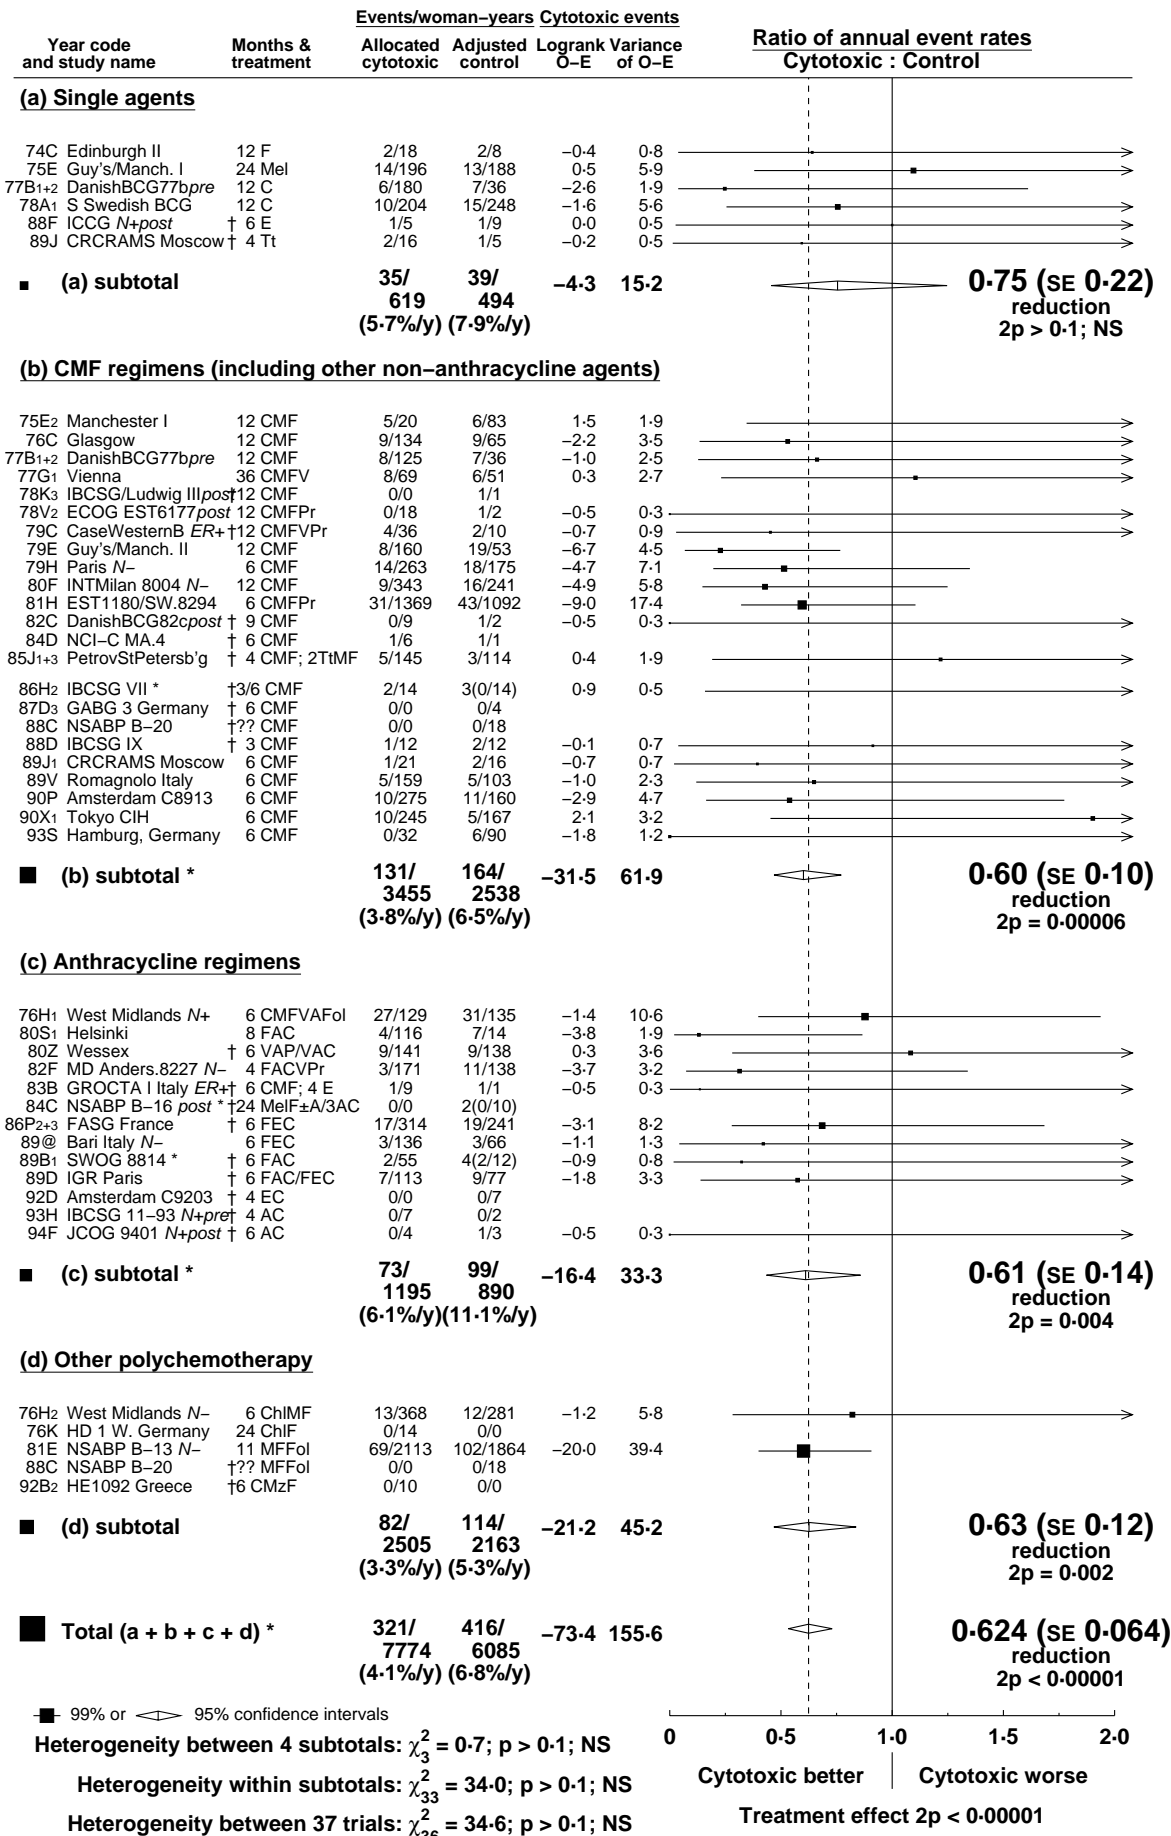 Events/woman–years Cytotoxic events
Year code and study name Months & treatment Allocated cytotoxic Adjusted control Logrank O–E Variance of O–E Ratio of annual event rates Cytotoxic : Control
(a) Single agents
74C Edinburgh II 12 F 2/18 2/8 –0·4 0·8
75E Guy's/Manch. I 24 Mel 14/196 13/188 0·5 5·9
77B1+2 DanishBCG77bpre 12 C 6/180 7/36 –2·6 1·9
78A1 S Swedish BCG 12 C 10/204 15/248 –1·6 5·6
88F ICCG N+post † 6 E 1/5 1/9 0·0 0·5
89J CRCRAMS Moscow † 4 Tt 2/16 1/5 –0·2 0·5
(a) subtotal 35/619 39/494 –4·3 15·2 0·75 (SE 0·22)
(5·7%/y) (7·9%/y) reduction
2p > 0·1; NS
(b) CMF regimens (including other non–anthracycline agents)
75E2 Manchester I 12 CMF 5/20 6/83 1·5 1·9
76C Glasgow 12 CMF 9/134 9/65 –2·2 3·5
77B1+2 DanishBCG77bpre 12 CMF 8/125 7/36 –1·0 2·5
77G1 Vienna 36 CMFV 8/69 6/51 0·3 2·7
78K3 IBCSG/Ludwig IIIpost †12 CMF 0/0 1/1
78V2 ECOG EST6177post 12 CMFPr 0/18 1/2 –0·5 0·3
79C CaseWesternB ER+ †12 CMFVPr 4/36 2/10 –0·7 0·9
79E Guy's/Manch. II 12 CMF 8/160 19/53 –6·7 4·5
79H Paris N– 6 CMF 14/263 18/175 –4·7 7·1
80F INTMilan 8004 N– 12 CMF 9/343 16/241 –4·9 5·8
81H EST1180/SW.8294 6 CMFPr 31/1369 43/1092 –9·0 17·4
82C DanishBCG82cpost † 9 CMF 0/9 1/2 –0·5 0·3
84D NCI–C MA.4 † 6 CMF 1/6 1/1
85J1+3 PetrovStPetersb'g † 4 CMF; 2TtMF 5/145 3/114 0·4 1·9
86H2 IBCSG VII * †3/6 CMF 2/14 3(0/14) 0·9 0·5
87D3 GABG 3 Germany † 6 CMF 0/0 0/4
88C NSABP B–20 †?? CMF 0/0 0/18
88D IBCSG IX † 3 CMF 1/12 2/12 –0·1 0·7
89J1 CRCRAMS Moscow 6 CMF 1/21 2/16 –0·7 0·7
89V Romagnolo Italy 6 CMF 5/159 5/103 –1·0 2·3
90P Amsterdam C8913 6 CMF 10/275 11/160 –2·9 4·7
90X1 Tokyo CIH 6 CMF 10/245 5/167 2·1 3·2
93S Hamburg, Germany 6 CMF 0/32 6/90 –1·8 1·2
(b) subtotal * 131/3455 164/2538 –31·5 61·9 0·60 (SE 0·10)
(3·8%/y) (6·5%/y) reduction
2p = 0·00006
(c) Anthracycline regimens
76H1 West Midlands N+ 6 CMFVAFol 27/129 31/135 –1·4 10·6
80S1 Helsinki 8 FAC 4/116 7/14 –3·8 1·9
80Z Wessex † 6 VAP/VAC 9/141 9/138 0·3 3·6
82F MD Anders.8227 N– 4 FACVPr 3/171 11/138 –3·7 3·2
83B GROCTA I Italy ER+ † 6 CMF; 4 E 1/9 1/1 –0·5 0·3
84C NSABP B–16 post * †24 MelF±A/3AC 0/0 2(0/10)
86P2+3 FASG France † 6 FEC 17/314 19/241 –3·1 8·2
89@ Bari Italy N– 6 FEC 3/136 3/66 –1·1 1·3
89B1 SWOG 8814 * † 6 FAC 2/55 4(2/12) –0·9 0·8
89D IGR Paris † 6 FAC/FEC 7/113 9/77 –1·8 3·3
92D Amsterdam C9203 † 4 EC 0/0 0/7
93H IBCSG 11–93 N+pre † 4 AC 0/7 0/2
94F JCOG 9401 N+post † 6 AC 0/4 1/3 –0·5 0·3
(c) subtotal * 73/1195 99/890 –16·4 33·3 0·61 (SE 0·14)
(6·1%/y) (11·1%/y) reduction
2p = 0·004
(d) Other polychemotherapy
76H2 West Midlands N– 6 ChlMF 13/368 12/281 –1·2 5·8
76K HD 1 W. Germany 24 ChlF 0/14 0/0
81E NSABP B–13 N– 11 MFFol 69/2113 102/1864 –20·0 39·4
88C NSABP B–20 †?? MFFol 0/0 0/18
92B2 HE1092 Greece †6 CMzF 0/10 0/0
(d) subtotal 82/2505 114/2163 –21·2 45·2 0·63 (SE 0·12)
(3·3%/y) (5·3%/y) reduction
2p = 0·002
Total (a + b + c + d) * 321/7774 416/6085 –73·4 155·6 0·624 (SE 0·064)
(4·1%/y) (6·8%/y) reduction
2p < 0·00001
99% or 95% confidence intervals
0 0·5 1·0 1·5 2·0
Heterogeneity between 4 subtotals: χ²3 = 0·7; p > 0·1; NS
Cytotoxic better Cytotoxic worse
Heterogeneity within subtotals: χ²33 = 34·0; p > 0·1; NS
Treatment effect 2p < 0·00001
Heterogeneity between 37 trials: χ²36 = 34·6; p > 0·1; NS